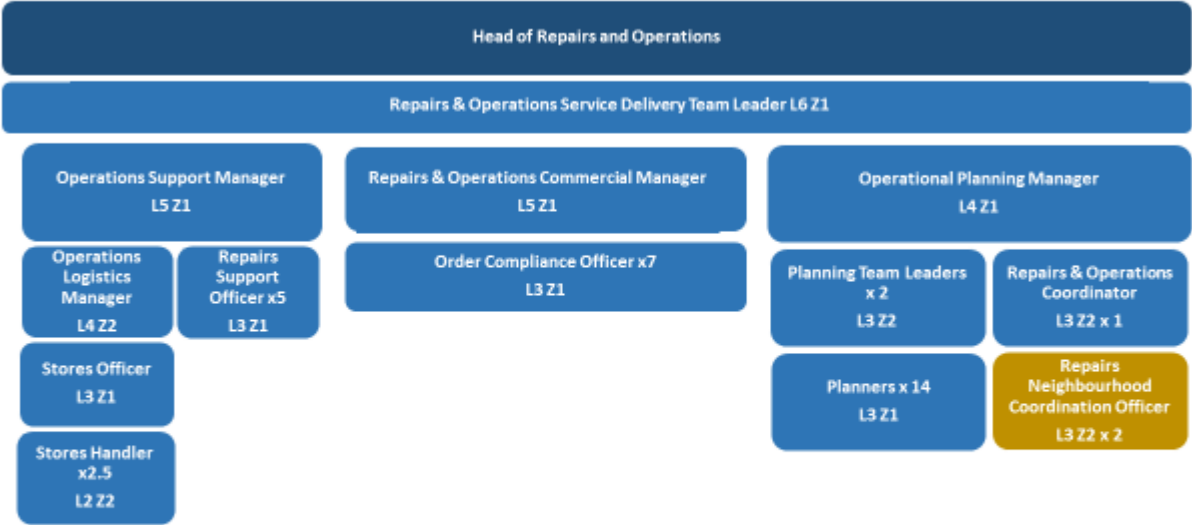 Head of Repairs and Operations
Repairs & Operations Service Delivery Team Leader L6 Z1
Operations Support Manager
L5 Z1
Repairs & Operations Commercial Manager
L5 Z1
Operational Planning Manager
L4 Z1
Operations
Logistics
Manager
L4 Z2
Repairs
Support
Officer x5
L3 Z1
Order Compliance Officer x7
L3 Z1
Planning Team Leaders
x 2
L3 Z2
Repairs & Operations
Coordinator
L3 Z2 x 1
Stores Officer
L3 Z1
Planners x 14
L3 Z1
Repairs
Neighbourhood
Coordination Officer
L3 Z2 x 2
Stores Handler
x2.5
L2 Z2